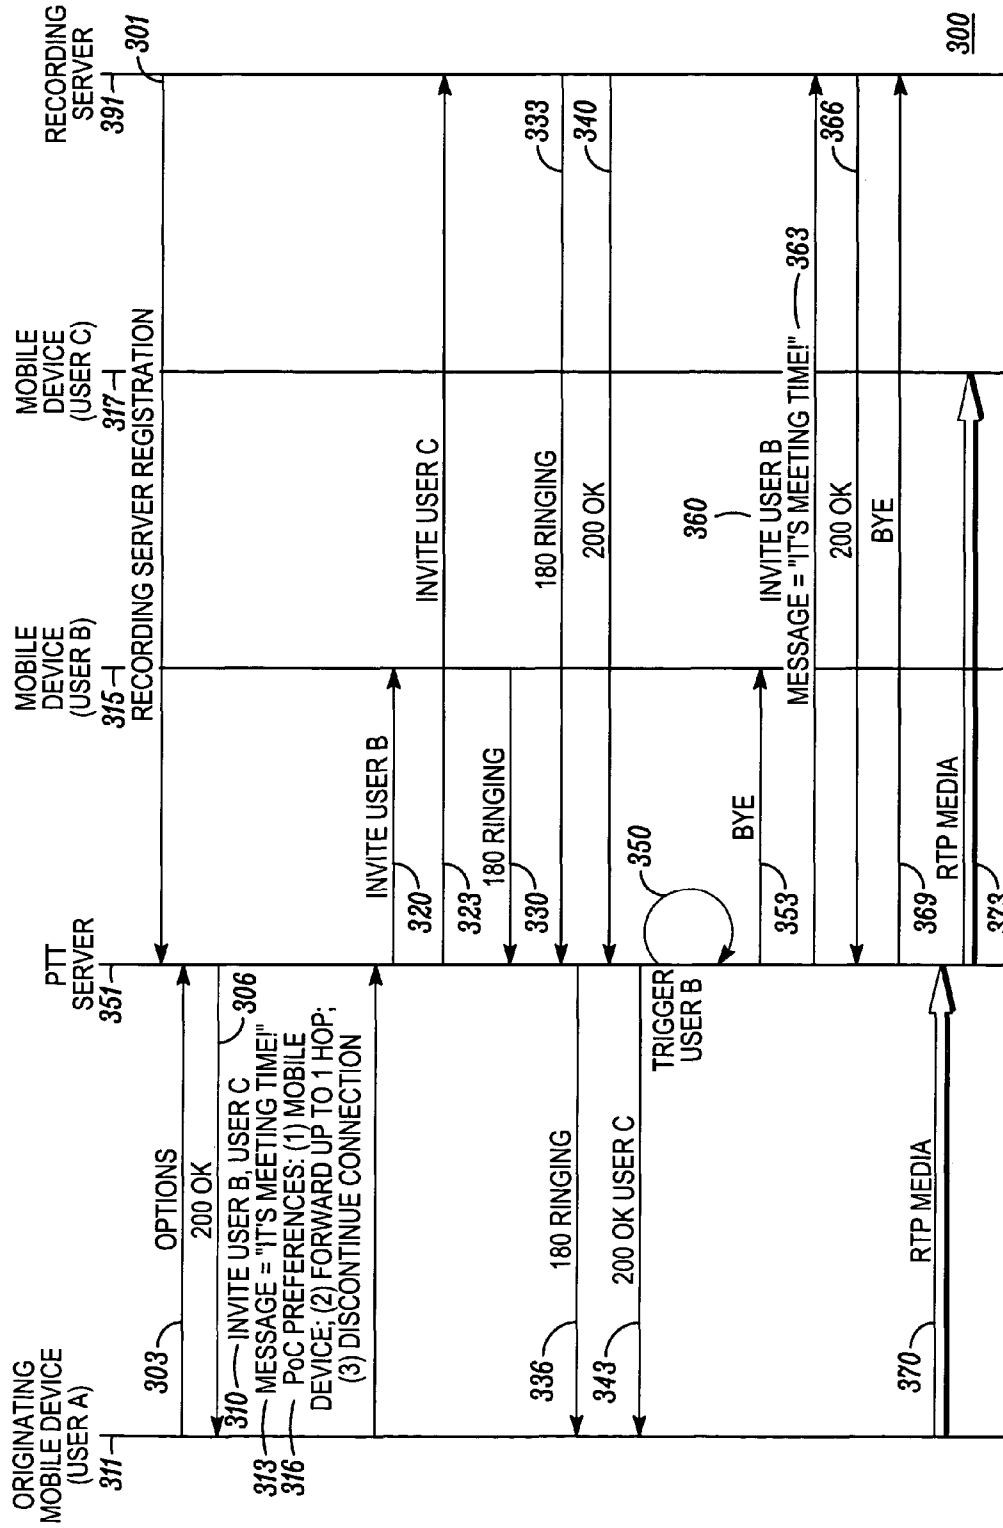 ORIGINATING
MOBILE DEVICE
(USER A)
311
PTT
SERVER
351
MOBILE
DEVICE
(USER B)
315
MOBILE
DEVICE
(USER C)
317
RECORDING
SERVER
391
RECORDING SERVER REGISTRATION
301
OPTIONS
303
200 OK
306
310 INVITE USER B, USER C
313 MESSAGE = "IT'S MEETING TIME!"
316 PoC PREFERENCES: (1) MOBILE
DEVICE; (2) FORWARD UP TO 1 HOP;
(3) DISCONTINUE CONNECTION
INVITE USER B
320
INVITE USER C
323
180 RINGING
330
180 RINGING
333
180 RINGING
336
200 OK
340
200 OK USER C
343
TRIGGER
USER B
350
BYE
353
360
INVITE USER B
MESSAGE = "IT'S MEETING TIME!" 363
200 OK
366
BYE
369
RTP MEDIA
370
RTP MEDIA
373
300